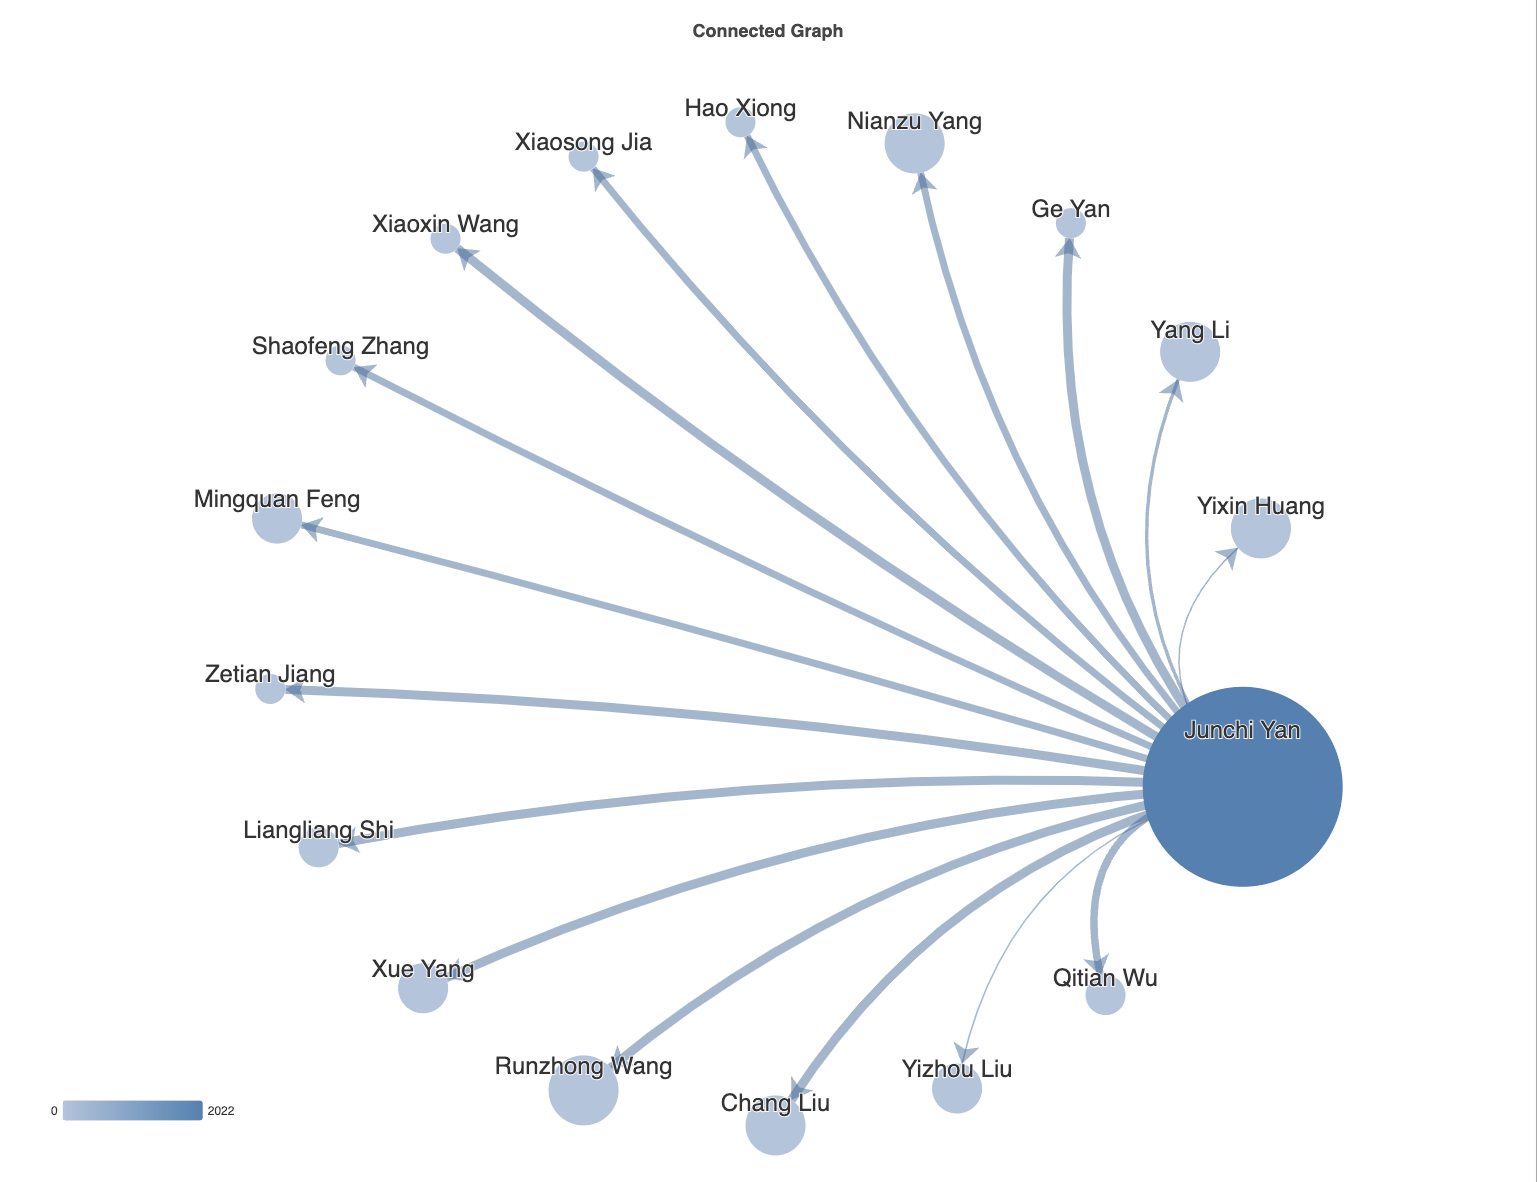 Connected Graph
Hao Xiong
Nianzu Yang
Xiaosong Jia
Ge Yan
Xiaoxin Wang
Yang Li
Shaofeng Zhang
Mingquan Feng
Yixin Huang
Zetian Jiang
Junchi Yan
Liangliang Shi
Xue Yang
Qitian Wu
Runzhong Wang
Yizhou Liu
Chang Liu
0
2022